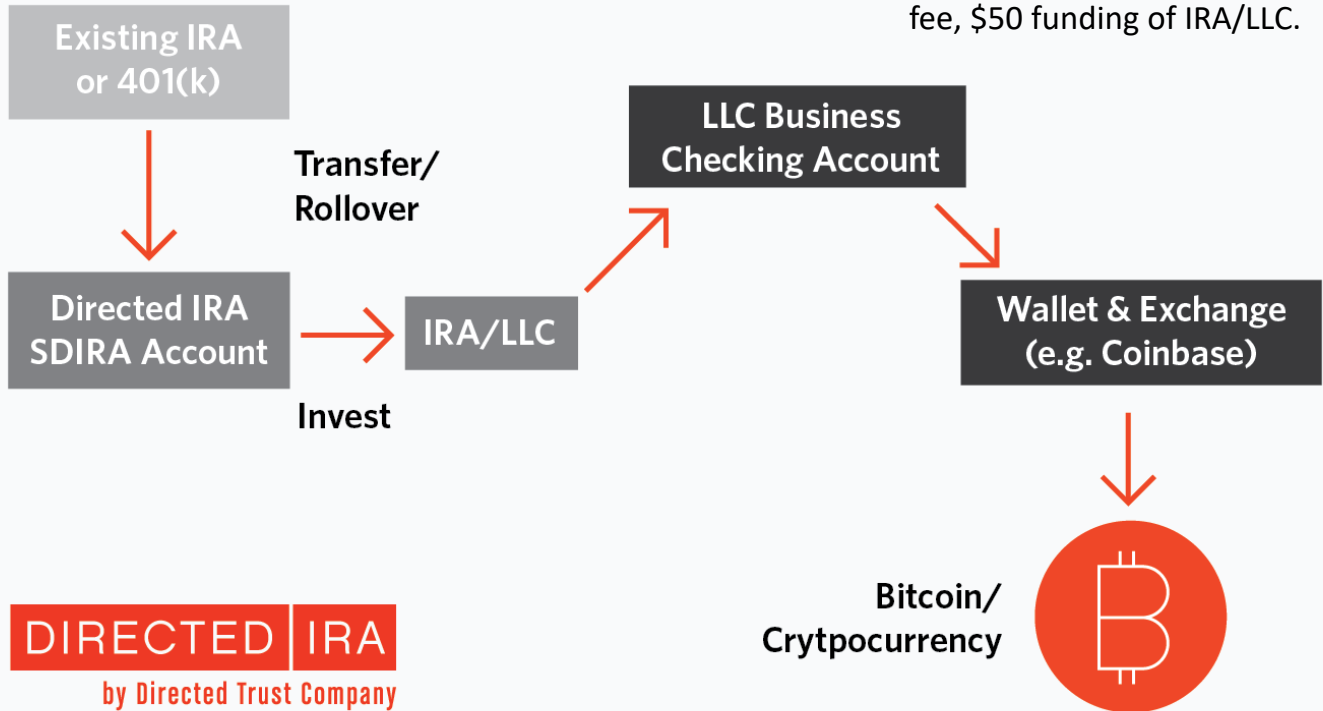 fee, $50 funding of IRA/LLC.
Existing IRA
or 401(k)
Transfer/
Rollover
Directed IRA
SDIRA Account
Invest
IRA/LLC
LLC Business
Checking Account
Wallet & Exchange
(e.g. Coinbase)
Bitcoin/
Crytpocurrency
DIRECTED IRA
by Directed Trust Company